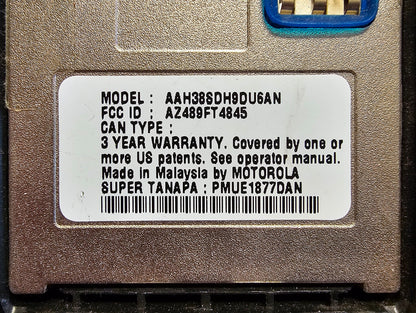 MODEL : AAH38SDH9DU6AN
FCC ID : AZ489FT4845
CAN TYPE :
3 YEAR WARRANTY. Covered by one or
more US patents. See operator manual.
Made in Malaysia by MOTOROLA
SUPER TANAPA : PMUE1877DAN